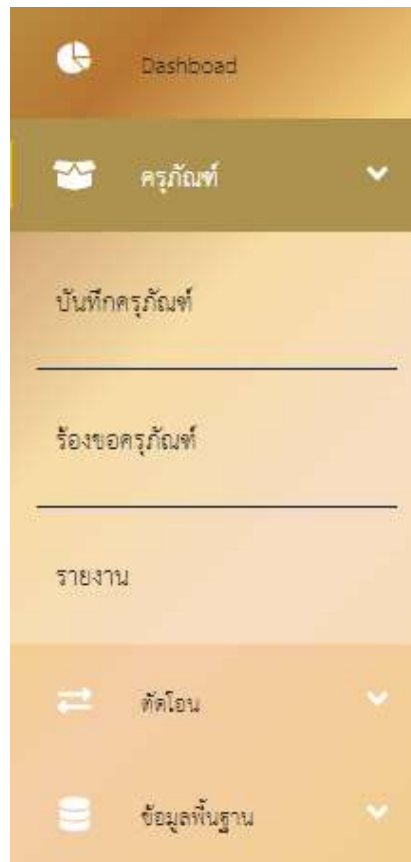 Dashboad
ครุภัณฑ์
บันทึกครุภัณฑ์
ร้องขอครุภัณฑ์
รายงาน
ตัดโอน
ข้อมูลพื้นฐาน